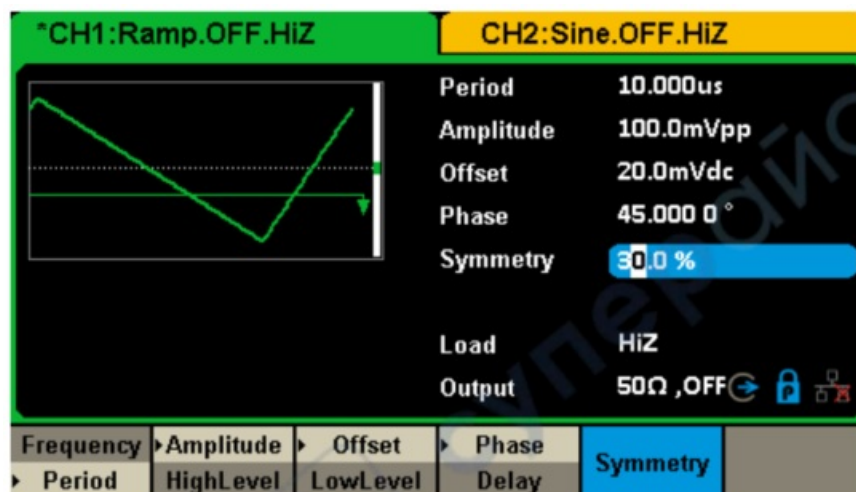 *CH1:Ramp.OFF.HiZ
CH2:Sine.OFF.HiZ
Period 10.000us
Amplitude 100.0mVpp
Offset 20.0mVdc
Phase 45.000 0 °
Symmetry 30.0 %
Load HiZ
Output 50Ω ,OFF P
Frequency Amplitude Offset Phase Symmetry
Period HighLevel LowLevel Delay
суперайс